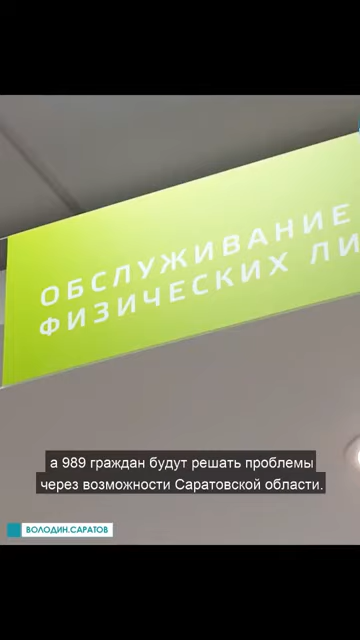 ОБСЛУЖИВАНИЕ
ФИЗИЧЕСКИХ ЛИ
а 989 граждан будут решать проблемы
через возможности Саратовской области.
ВОЛОДИН.САРАТОВ